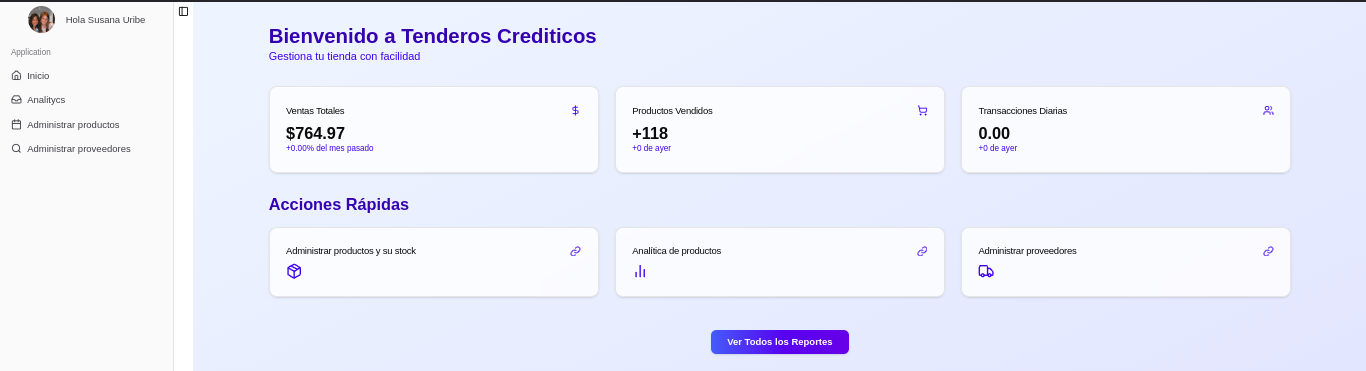 Hola Susana Uribe
Application
Inicio
Analitycs
Administrar productos
Administrar proveedores
Bienvenido a Tenderos Crediticos
Gestiona tu tienda con facilidad
Ventas Totales
$764.97
+0.00% del mes pasado
Productos Vendidos
+118
+0 de ayer
Transacciones Diarias
0.00
+0 de ayer
Acciones Rápidas
Administrar productos y su stock
Analítica de productos
Administrar proveedores
Ver Todos los Reportes